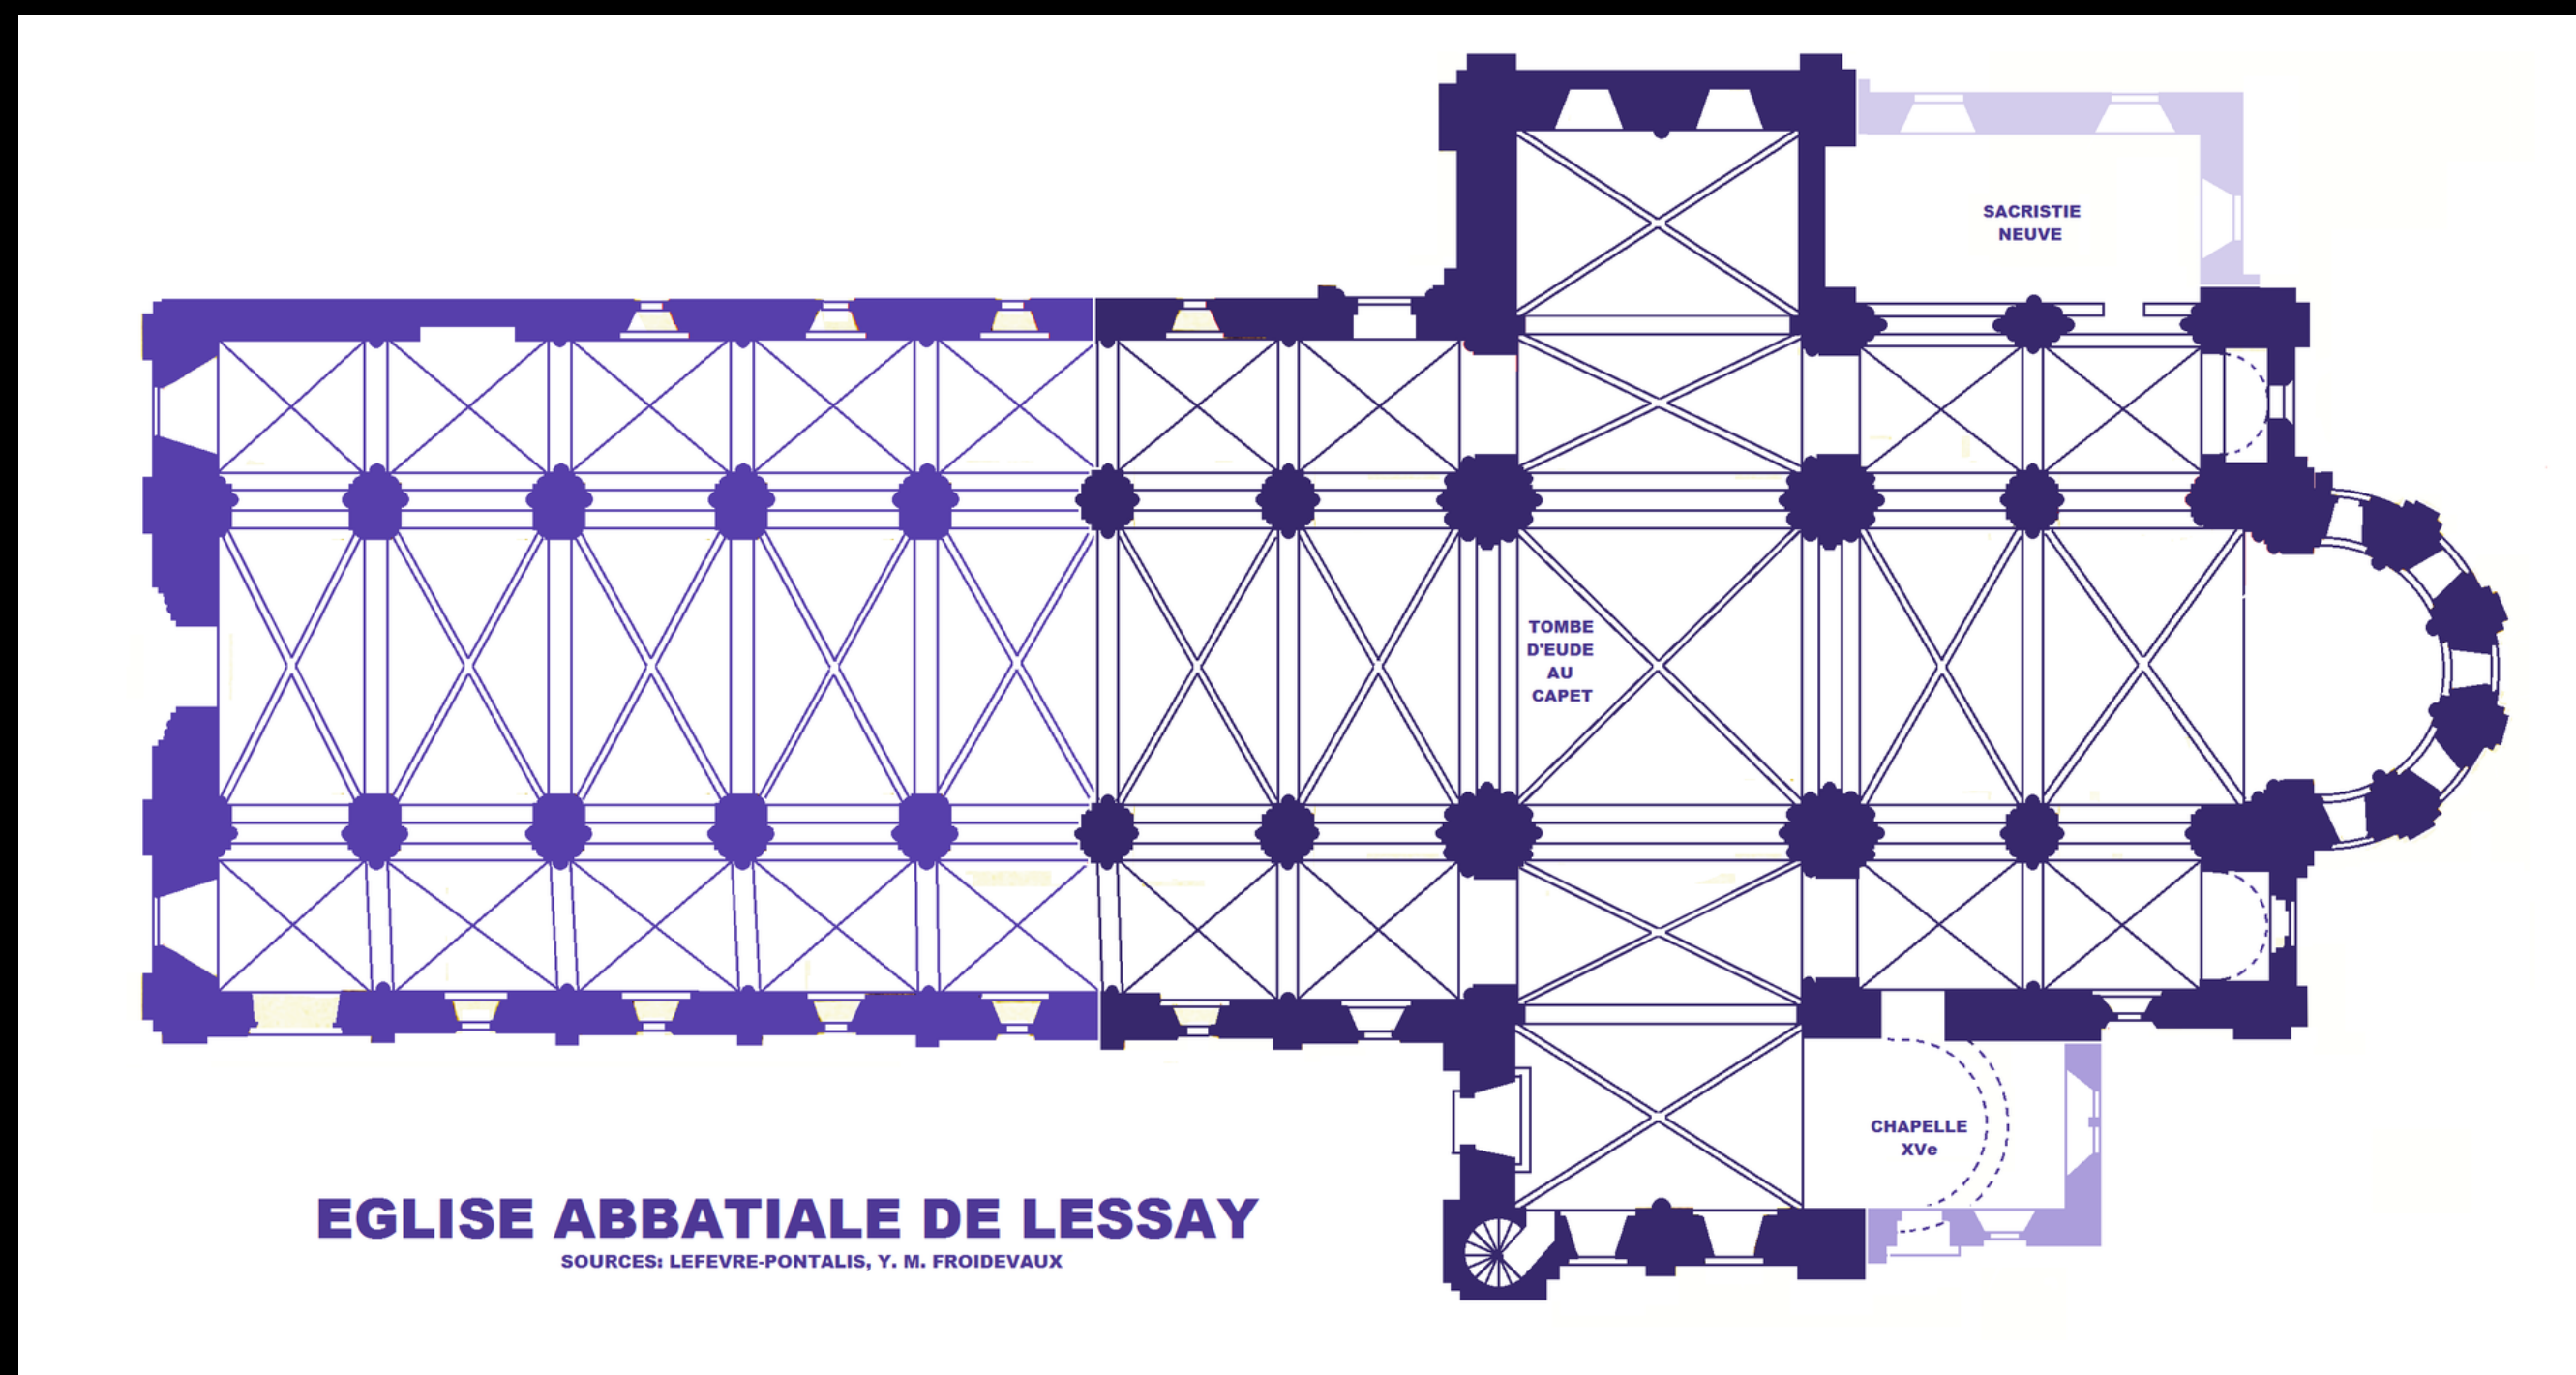 SACRISTIE
NEUVE
TOMBE
D'EUDE
AU
CAPET
CHAPELLE
XVe
EGLISE ABBATIALE DE LESSAY
SOURCES: LEFEVRE-PONTALIS, Y. M. FROIDEVAUX